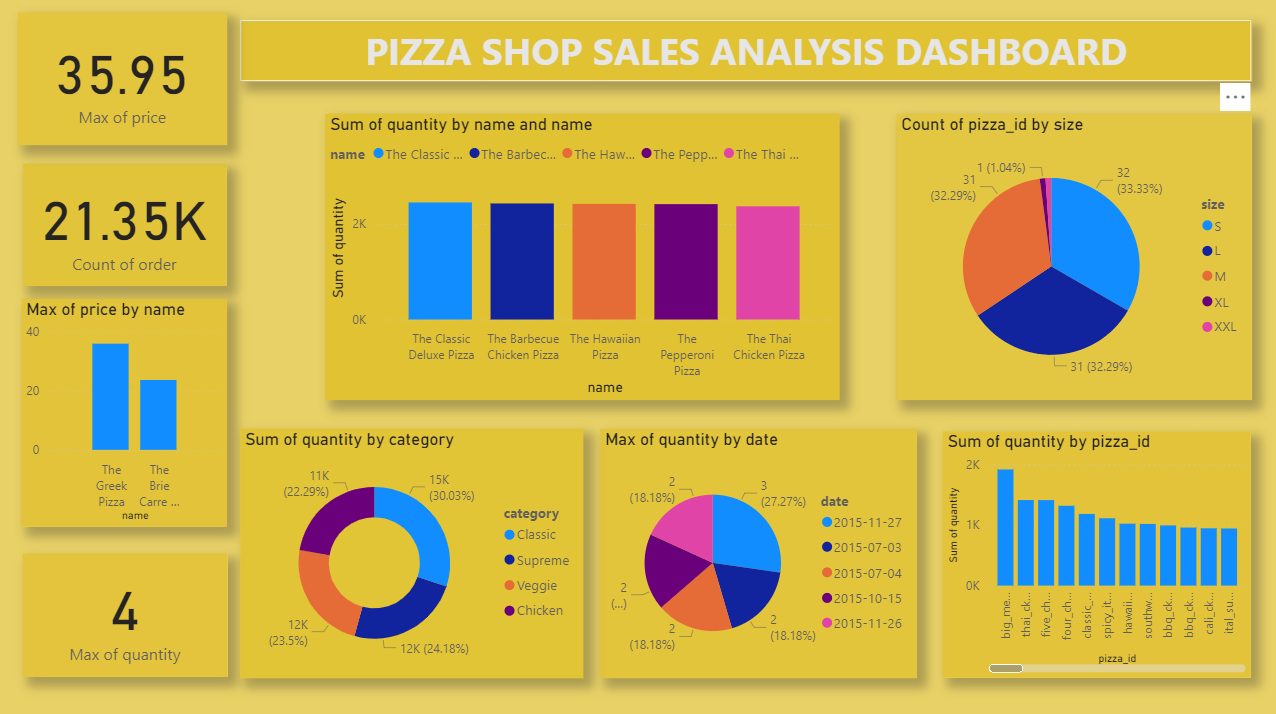 PIZZA SHOP SALES ANALYSIS DASHBOARD
35.95
Max of price
21.35K
Count of order
Max of price by name
40
20
0
The Greek Pizza
The Brie Carre ...
name
4
Max of quantity
Sum of quantity by name and name
name The Classic ... The Barbec... The Haw... The Pepp... The Thai ...
Sum of quantity
2K
0K
The Classic Deluxe Pizza
The Barbecue Chicken Pizza
The Hawaiian Pizza
The Pepperoni Pizza
The Thai Chicken Pizza
name
Count of pizza_id by size
1 (1.04%)
32 (33.33%)
31 (32.29%)
31 (32.29%)
size
S
L
M
XL
XXL
Sum of quantity by category
11K (22.29%)
15K (30.03%)
12K (23.5%)
12K (24.18%)
category
Classic
Supreme
Veggie
Chicken
Max of quantity by date
2 (18.18%)
3 (27.27%)
2 (...)
2 (18.18%)
2 (18.18%)
date
2015-11-27
2015-07-03
2015-07-04
2015-10-15
2015-11-26
Sum of quantity by pizza_id
Sum of quantity
2K
1K
0K
big_me...
thai_ck...
five_ch...
four_ch...
classic_...
spicy_it...
hawaii...
southw...
bbq_ck...
bbq_ck...
cali_ck...
ital_su...
pizza_id